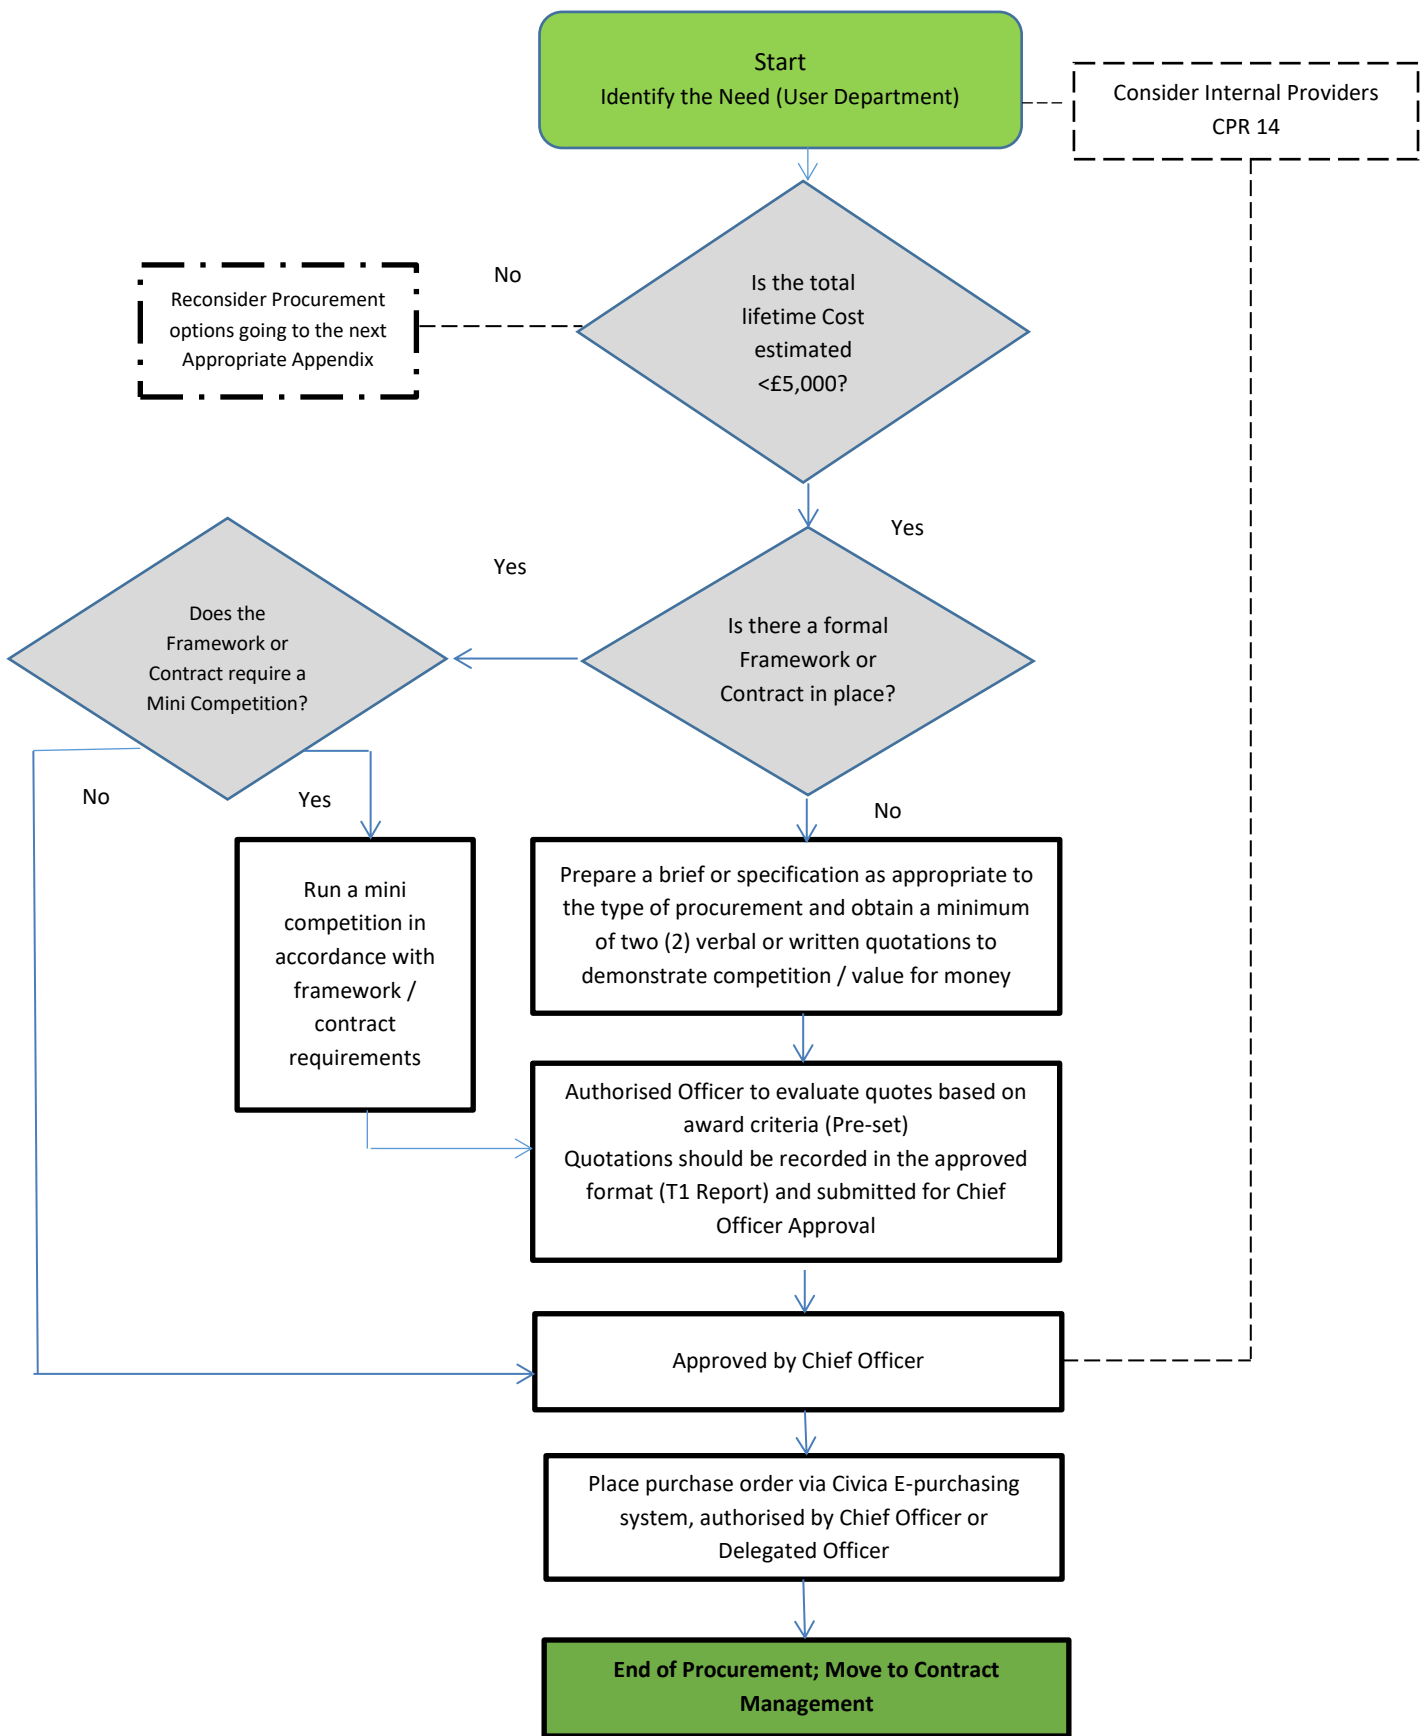 Start
Identify the Need (User Department)
Consider Internal Providers
CPR 14
No
Reconsider Procurement
options going to the next
Appropriate Appendix
Is the total
lifetime Cost
estimated
<£5,000?
Yes
Yes
Does the
Framework or
Contract require a
Mini Competition?
Is there a formal
Framework or
Contract in place?
No
Yes
No
Run a mini
competition in
accordance with
framework /
contract
requirements
Prepare a brief or specification as appropriate to
the type of procurement and obtain a minimum
of two (2) verbal or written quotations to
demonstrate competition / value for money
Authorised Officer to evaluate quotes based on
award criteria (Pre-set)
Quotations should be recorded in the approved
format (T1 Report) and submitted for Chief
Officer Approval
Approved by Chief Officer
Place purchase order via Civica E-purchasing
system, authorised by Chief Officer or
Delegated Officer
End of Procurement; Move to Contract
Management